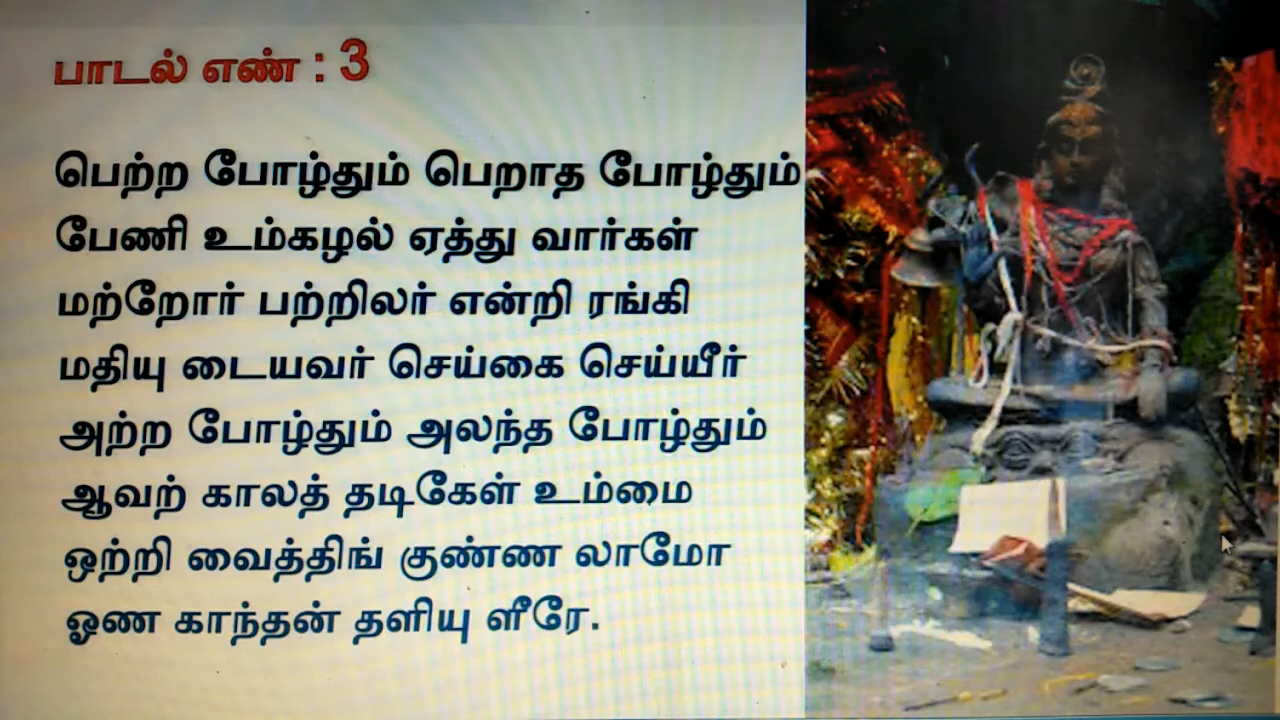 பாடல் எண் : 3
பெற்ற போழ்தும் பெறாத போழ்தும்
பேணி உம்கழல் ஏத்து வார்கள்
மற்றோர் பற்றிலர் என்றி ரங்கி
மதியு டையவர் செய்கை செய்யீர்
அற்ற போழ்தும் அலந்த போழ்தும்
ஆவற் காலத் தடிகேள் உம்மை
ஒற்றி வைத்திங் குண்ண லாமோ
ஓண காந்தன் தளியு ளீரே.